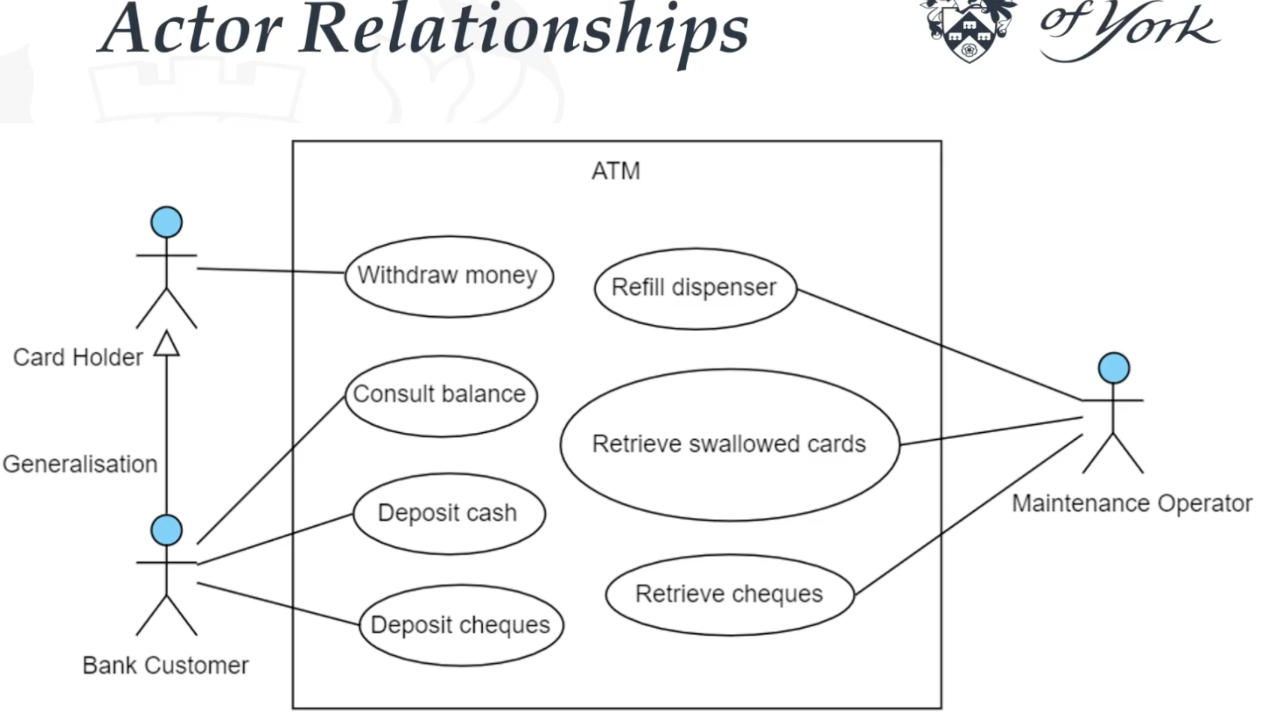 Actor Relationships
of York
ATM
Withdraw money
Refill dispenser
Card Holder
Consult balance
Retrieve swallowed cards
Generalisation
Maintenance Operator
Deposit cash
Retrieve cheques
Deposit cheques
Bank Customer